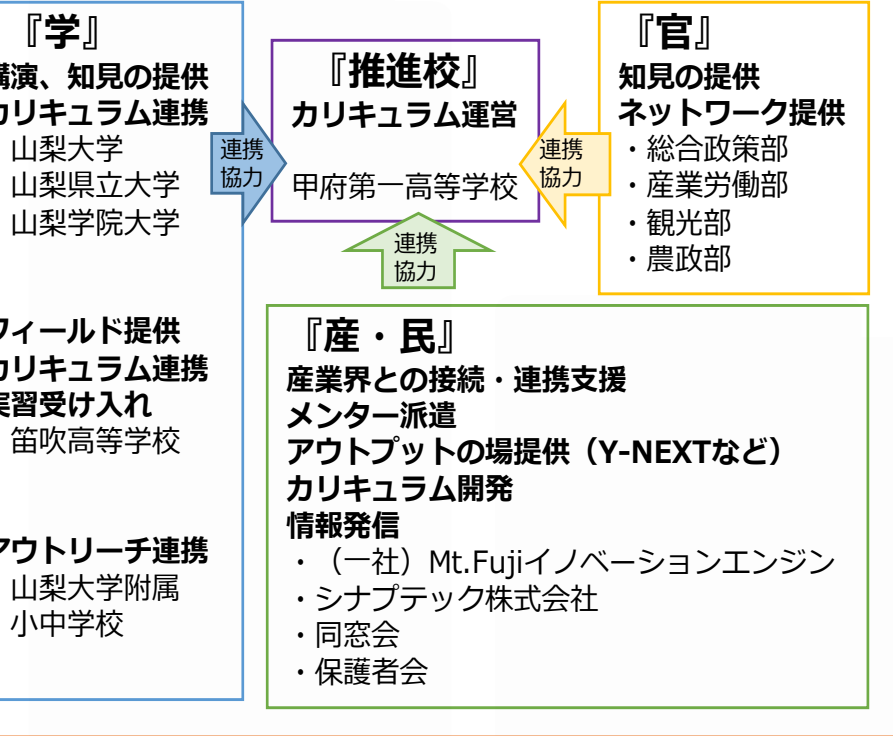 『学』
講演、知見の提供
カリキュラム連携
山梨大学
山梨県立大学
山梨学院大学
フィールド提供
カリキュラム連携
実習受け入れ
笛吹高等学校
アウトリーチ連携
山梨大学附属
小中学校
連携
協力
『推進校』
カリキュラム運営
甲府第一高等学校
連携
協力
『官』
知見の提供
ネットワーク提供
・総合政策部
・産業労働部
・観光部
・農政部
連携
協力
『産・民』
産業界との接続・連携支援
メンター派遣
アウトプットの場提供（Y-NEXTなど）
カリキュラム開発
情報発信
・（一社）Mt.Fujiイノベーションエンジン
・シナプテック株式会社
・同窓会
・保護者会